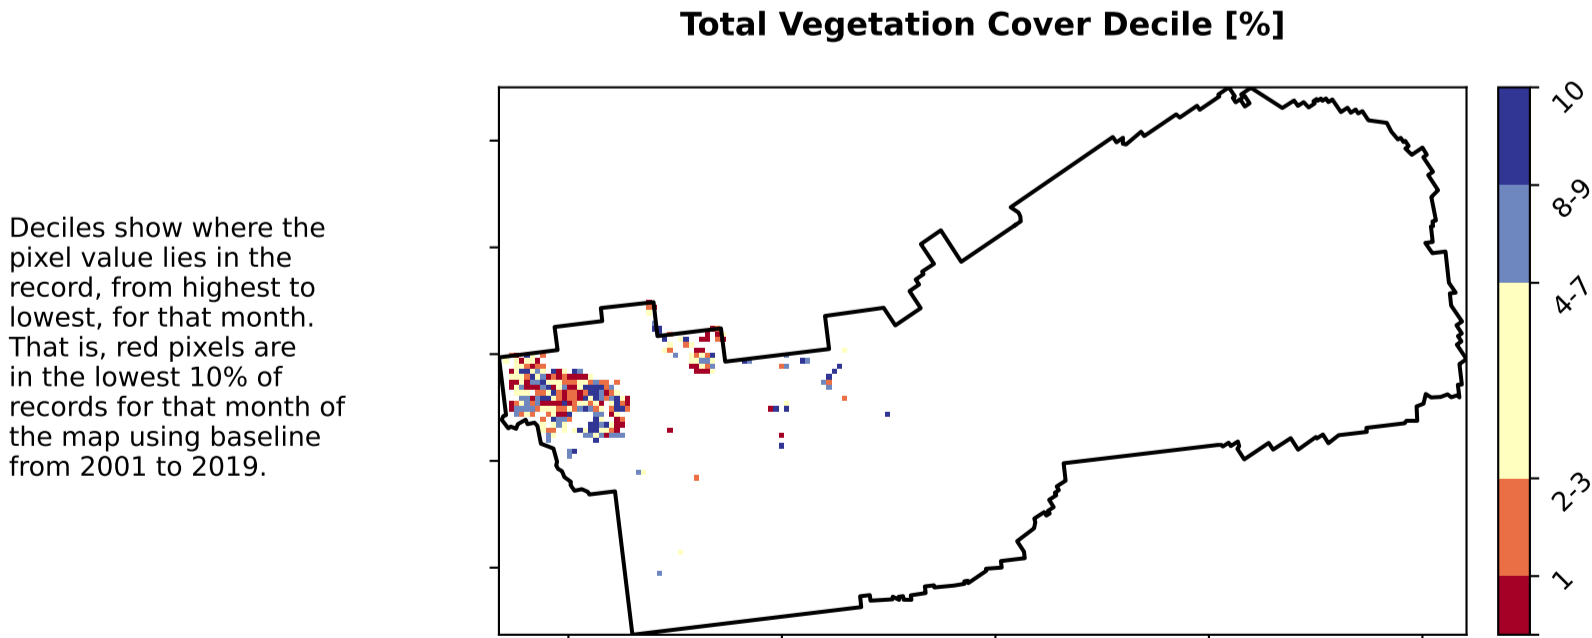 Total Vegetation Cover Decile [%]
Deciles show where the
pixel value lies in the
record, from highest to
lowest, for that month.
That is, red pixels are
in the lowest 10% of
records for that month of
the map using baseline
from 2001 to 2019.
10
8-9
4-7
2-3
1